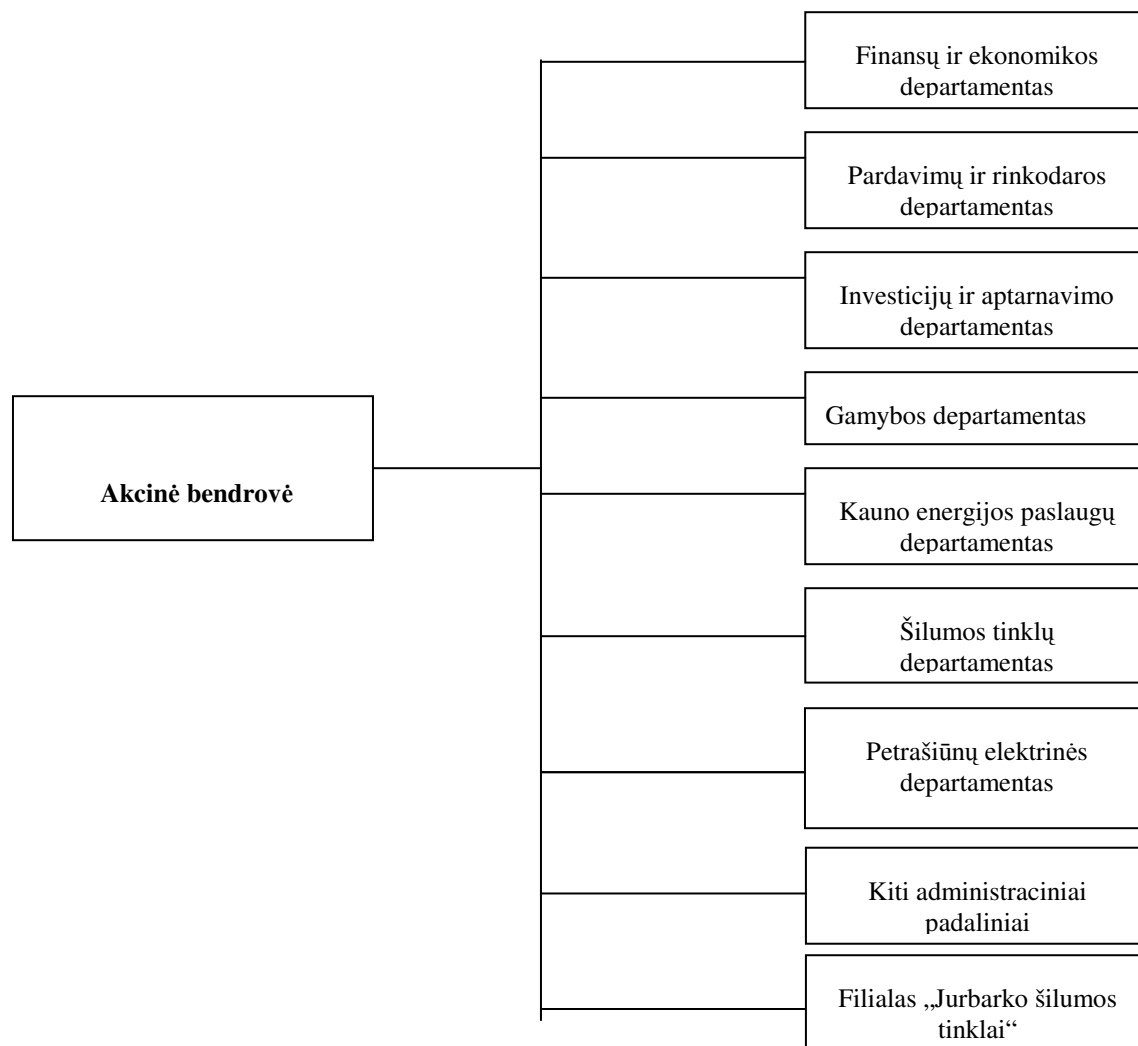 Finansų ir ekonomikos
departamentas
Pardavimų ir rinkodaros
departamentas
Investicijų ir aptarnavimo
departamentas
Gamybos departamentas
Akcinė bendrovė
Kauno energijos paslaugų
departamentas
Šilumos tinklų
departamentas
Petrašiūnų elektrinės
departamentas
Kiti administraciniai
padaliniai
Filialas „Jurbarko šilumos
tinklai“